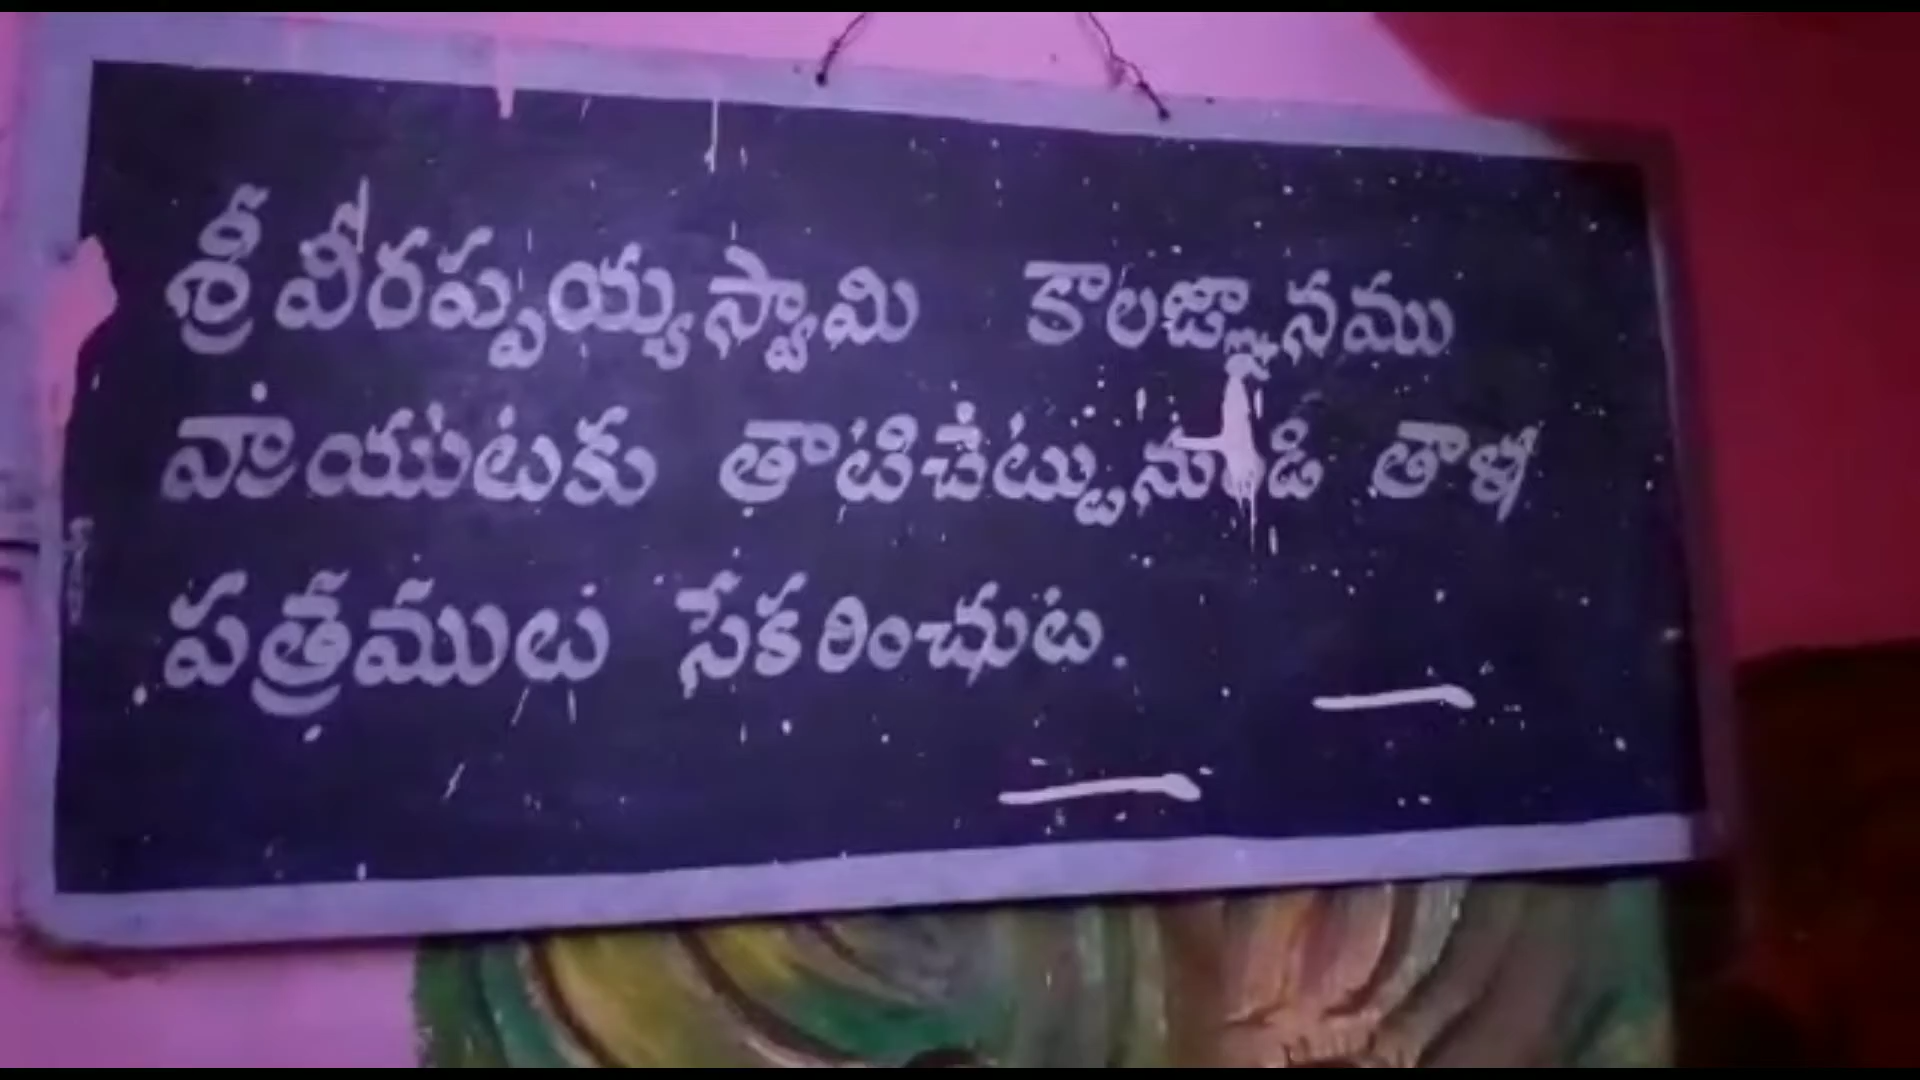 శ్రీ వీరప్పయ్యస్వామి కాలజ్ఞానము
వ్రాయుటకు తాటిచెట్టునుండి తాళ
పత్రములు సేకరించుట.